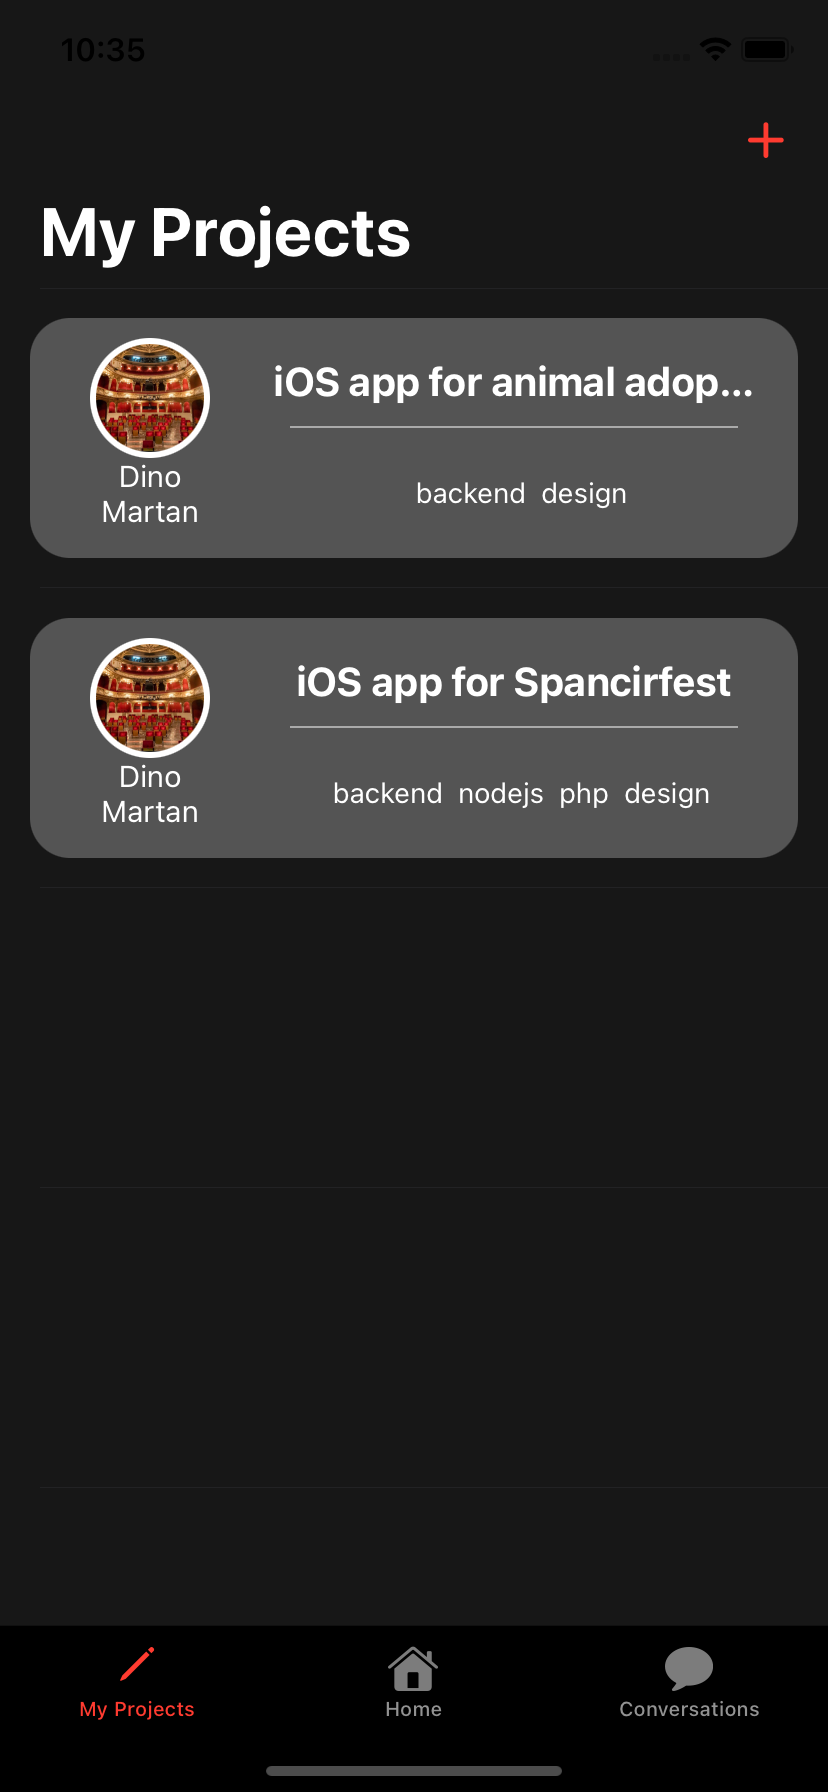 10:35
My Projects
iOS app for animal adop...
Dino
Martan
backend design
iOS app for Spancirfest
Dino
Martan
backend nodejs php design
My Projects
Home
Conversations